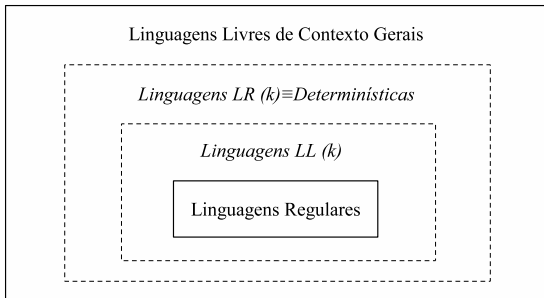 Linguagens Livres de Contexto Gerais
Linguagens LR (k)≡Determinísticas
Linguagens LL (k)
Linguagens Regulares